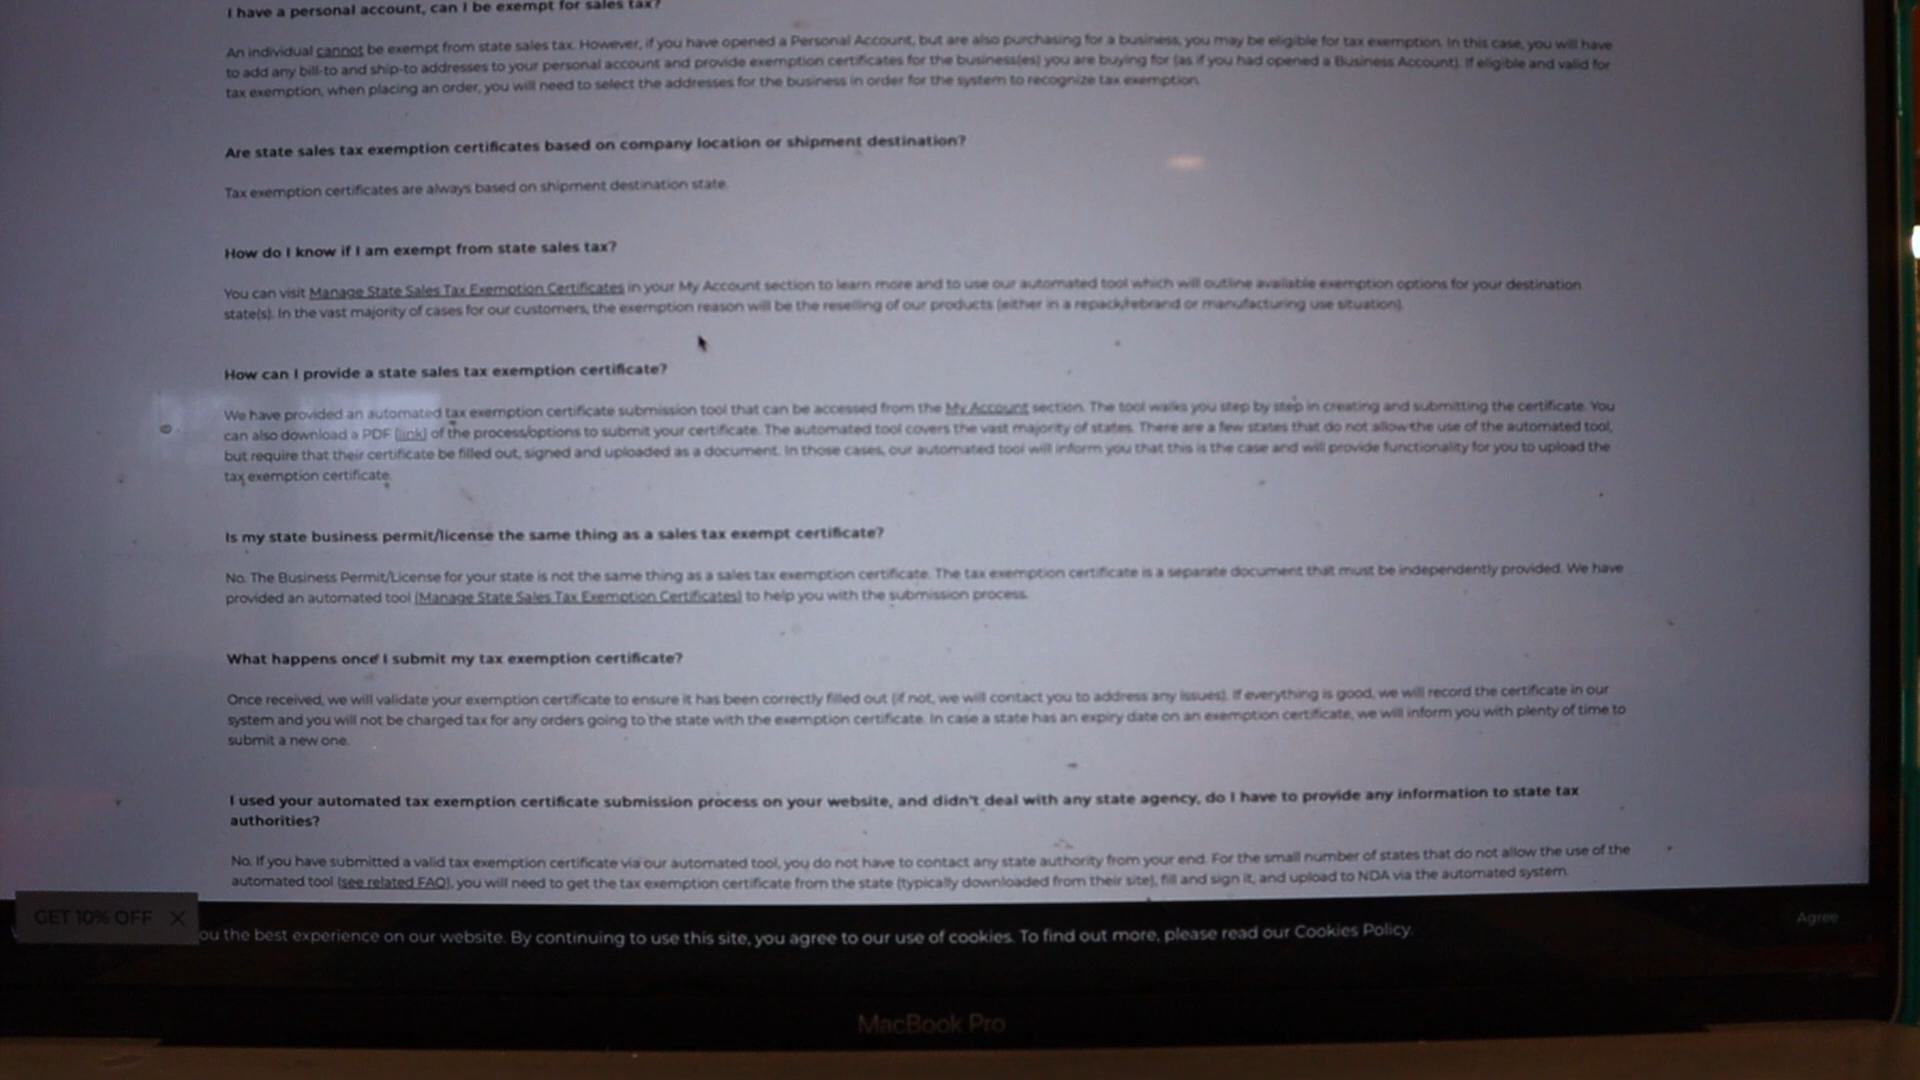 I have a personal account, can I be exempt for sales tax?
An individual cannot be exempt from state sales tax. However, if you have opened a Personal Account, but are also purchasing for a business, you may be eligible for tax exemption. In this case, you will have
to add any bill-to and ship-to addresses to your personal account and provide exemption certificates for the business(es) you are buying for (as if you had opened a Business Account). If eligible and valid for
tax exemption, when placing an order, you will need to select the addresses for the business in order for the system to recognize tax exemption.
Are state sales tax exemption certificates based on company location or shipment destination?
Tax exemption certificates are always based on shipment destination state.
How do I know if I am exempt from state sales tax?
You can visit Manage State Sales Tax Exemption Certificates in your My Account section to learn more and to use our automated tool which will outline available exemption options for your destination
state(s). In the vast majority of cases for our customers, the exemption reason will be the reselling of our products (either in a repack/rebrand or manufacturing use situation).
How can I provide a state sales tax exemption certificate?
We have provided an automated tax exemption certificate submission tool that can be accessed from the My Account section. The tool walks you step by step in creating and submitting the certificate. You
can also download a PDF (link) of the process/options to submit your certificate. The automated tool covers the vast majority of states. There are a few states that do not allow the use of the automated tool,
but require that their certificate be filled out, signed and uploaded as a document. In those cases, our automated tool will inform you that this is the case and will provide functionality for you to upload the
tax exemption certificate.
Is my state business permit/license the same thing as a sales tax exempt certificate?
No. The Business Permit/License for your state is not the same thing as a sales tax exemption certificate. The tax exemption certificate is a separate document that must be independently provided. We have
provided an automated tool (Manage State Sales Tax Exemption Certificates) to help you with the submission process.
What happens once I submit my tax exemption certificate?
Once received, we will validate your exemption certificate to ensure it has been correctly filled out (if not, we will contact you to address any issues). If everything is good, we will record the certificate in our
system and you will not be charged tax for any orders going to the state with the exemption certificate. In case a state has an expiry date on an exemption certificate, we will inform you with plenty of time to
submit a new one.
I used your automated tax exemption certificate submission process on your website, and didn't deal with any state agency, do I have to provide any information to state tax
authorities?
No. If you have submitted a valid tax exemption certificate via our automated tool, you do not have to contact any state authority from your end. For the small number of states that do not allow the use of the
automated tool (see related FAQ), you will need to get the tax exemption certificate from the state (typically downloaded from their site), fill and sign it, and upload to NDA via the automated system.
GET 10% OFF X
ou the best experience on our website. By continuing to use this site, you agree to our use of cookies. To find out more, please read our Cookies Policy.
Agree
MacBook Pro